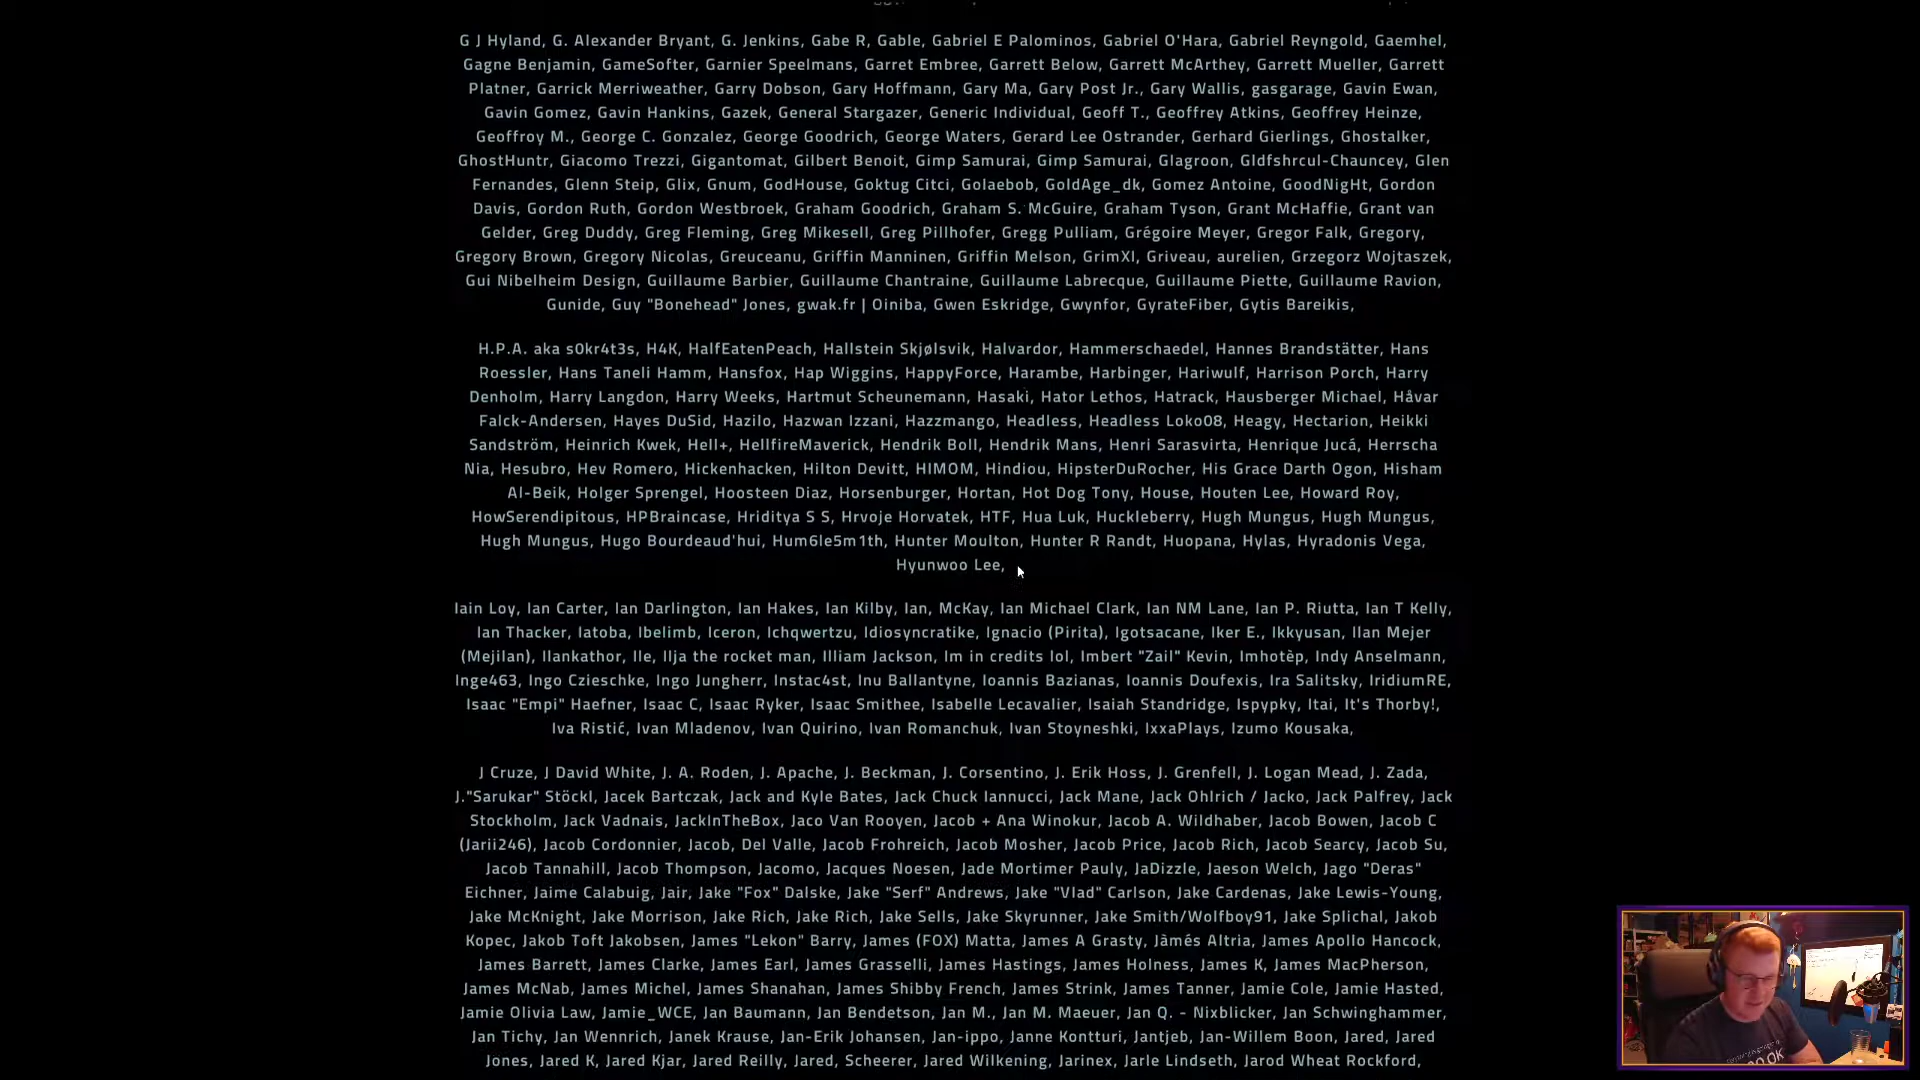 G J Hyland, G. Alexander Bryant, G. Jenkins, Gabe R, Gable, Gabriel E Palominos, Gabriel O'Hara, Gabriel Reyngold, Gaemhel,
Gagne Benjamin, GameSofter, Garnier Speelmans, Garret Embree, Garrett Below, Garrett McArthey, Garrett Mueller, Garrett
Platner, Garrick Merriweather, Garry Dobson, Gary Hoffmann, Gary Ma, Gary Post Jr., Gary Wallis, gasgarage, Gavin Ewan,
Gavin Gomez, Gavin Hankins, Gazek, General Stargazer, Generic Individual, Geoff T., Geoffrey Atkins, Geoffrey Heinze,
Geoffroy M., George C. Gonzalez, George Goodrich, George Waters, Gerard Lee Ostrander, Gerhard Gierlings, Ghostalker,
GhostHuntr, Giacomo Trezzi, Gigantomat, Gilbert Benoit, Gimp Samurai, Gimp Samurai, Glagroon, Gldfshrcul-Chauncey, Glen
Fernandes, Glenn Steip, Glix, Gnum, GodHouse, Goktug Citci, Golaebob, GoldAge_dk, Gomez Antoine, GoodNigHt, Gordon
Davis, Gordon Ruth, Gordon Westbroek, Graham Goodrich, Graham S. McGuire, Graham Tyson, Grant McHaffie, Grant van
Gelder, Greg Duddy, Greg Fleming, Greg Mikesell, Greg Pillhofer, Gregg Pulliam, Grégoire Meyer, Gregor Falk, Gregory,
Gregory Brown, Gregory Nicolas, Greuceanu, Griffin Manninen, Griffin Melson, GrimXI, Griveau, aurelien, Grzegorz Wojtaszek,
Gui Nibelheim Design, Guillaume Barbier, Guillaume Chantraine, Guillaume Labrecque, Guillaume Piette, Guillaume Ravion,
Gunide, Guy "Bonehead" Jones, gwak.fr | Oiniba, Gwen Eskridge, Gwynfor, GyrateFiber, Gytis Bareikis,
H.P.A. aka s0kr4t3s, H4K, HalfEatenPeach, Hallstein Skjølsvik, Halvardor, Hammerschaedel, Hannes Brandstätter, Hans
Roessler, Hans Taneli Hamm, Hansfox, Hap Wiggins, HappyForce, Harambe, Harbinger, Hariwulf, Harrison Porch, Harry
Denholm, Harry Langdon, Harry Weeks, Hartmut Scheunemann, Hasaki, Hator Lethos, Hatrack, Hausberger Michael, Håvar
Falck-Andersen, Hayes DuSid, Hazilo, Hazwan Izzani, Hazzmango, Headless, Headless Loko08, Heagy, Hectarion, Heikki
Sandström, Heinrich Kwek, Hell+, HellfireMaverick, Hendrik Boll, Hendrik Mans, Henri Sarasvirta, Henrique Jucá, Herrscha
Nia, Hesubro, Hev Romero, Hickenhacken, Hilton Devitt, HIMOM, Hindiou, HipsterDuRocher, His Grace Darth Ogon, Hisham
Al-Beik, Holger Sprengel, Hoosteen Diaz, Horsenburger, Hortan, Hot Dog Tony, House, Houten Lee, Howard Roy,
HowSerendipitous, HPBraincase, Hriditya S S, Hrvoje Horvatek, HTF, Hua Luk, Huckleberry, Hugh Mungus, Hugh Mungus,
Hugh Mungus, Hugo Bourdeaud'hui, Hum6le5m1th, Hunter Moulton, Hunter R Randt, Huopana, Hylas, Hyradonis Vega,
Hyunwoo Lee,
Iain Loy, Ian Carter, Ian Darlington, Ian Hakes, Ian Kilby, Ian, McKay, Ian Michael Clark, Ian NM Lane, Ian P. Riutta, Ian T Kelly,
Ian Thacker, Iatoba, Ibelimb, Iceron, Ichqwertzu, Idiosyncratike, Ignacio (Pirita), Igotsacane, Iker E., Ikkyusan, Ilan Mejer
(Mejilan), Ilankathor, Ile, Ilja the rocket man, Illiam Jackson, Im in credits lol, Imbert "Zail" Kevin, Imhotèp, Indy Anselmann,
Inge463, Ingo Czieschke, Ingo Jungherr, Instac4st, Inu Ballantyne, Ioannis Bazianas, Ioannis Doufexis, Ira Salitsky, IridiumRE,
Isaac "Empi" Haefner, Isaac C, Isaac Ryker, Isaac Smithee, Isabelle Lecavalier, Isaiah Standridge, Ispypky, Itai, It's Thorby!,
Iva Ristić, Ivan Mladenov, Ivan Quirino, Ivan Romanchuk, Ivan Stoyneshki, IxxaPlays, Izumo Kousaka,
J Cruze, J David White, J. A. Roden, J. Apache, J. Beckman, J. Corsentino, J. Erik Hoss, J. Grenfell, J. Logan Mead, J. Zada,
J."Sarukar" Stöckl, Jacek Bartczak, Jack and Kyle Bates, Jack Chuck Iannucci, Jack Mane, Jack Ohlrich / Jacko, Jack Palfrey, Jack
Stockholm, Jack Vadnais, JackInTheBox, Jaco Van Rooyen, Jacob + Ana Winokur, Jacob A. Wildhaber, Jacob Bowen, Jacob C
(Jarii246), Jacob Cordonnier, Jacob, Del Valle, Jacob Frohreich, Jacob Mosher, Jacob Price, Jacob Rich, Jacob Searcy, Jacob Su,
Jacob Tannahill, Jacob Thompson, Jacomo, Jacques Noesen, Jade Mortimer Pauly, JaDizzle, Jaeson Welch, Jago "Deras"
Eichner, Jaime Calabuig, Jair, Jake "Fox" Dalske, Jake "Serf" Andrews, Jake "Vlad" Carlson, Jake Cardenas, Jake Lewis-Young,
Jake McKnight, Jake Morrison, Jake Rich, Jake Rich, Jake Sells, Jake Skyrunner, Jake Smith/Wolfboy91, Jake Splichal, Jakob
Kopec, Jakob Toft Jakobsen, James "Lekon" Barry, James (FOX) Matta, James A Grasty, Jàmés Altria, James Apollo Hancock,
James Barrett, James Clarke, James Earl, James Grasselli, James Hastings, James Holness, James K, James MacPherson,
James McNab, James Michel, James Shanahan, James Shibby French, James Strink, James Tanner, Jamie Cole, Jamie Hasted,
Jamie Olivia Law, Jamie_WCE, Jan Baumann, Jan Bendetson, Jan M., Jan M. Maeuer, Jan Q. - Nixblicker, Jan Schwinghammer,
Jan Tichy, Jan Wennrich, Janek Krause, Jan-Erik Johansen, Jan-ippo, Janne Kontturi, Jantjeb, Jan-Willem Boon, Jared, Jared
Jones, Jared K, Jared Kjar, Jared Reilly, Jared, Scheerer, Jared Wilkening, Jarinex, Jarle Lindseth, Jarod Wheat Rockford,